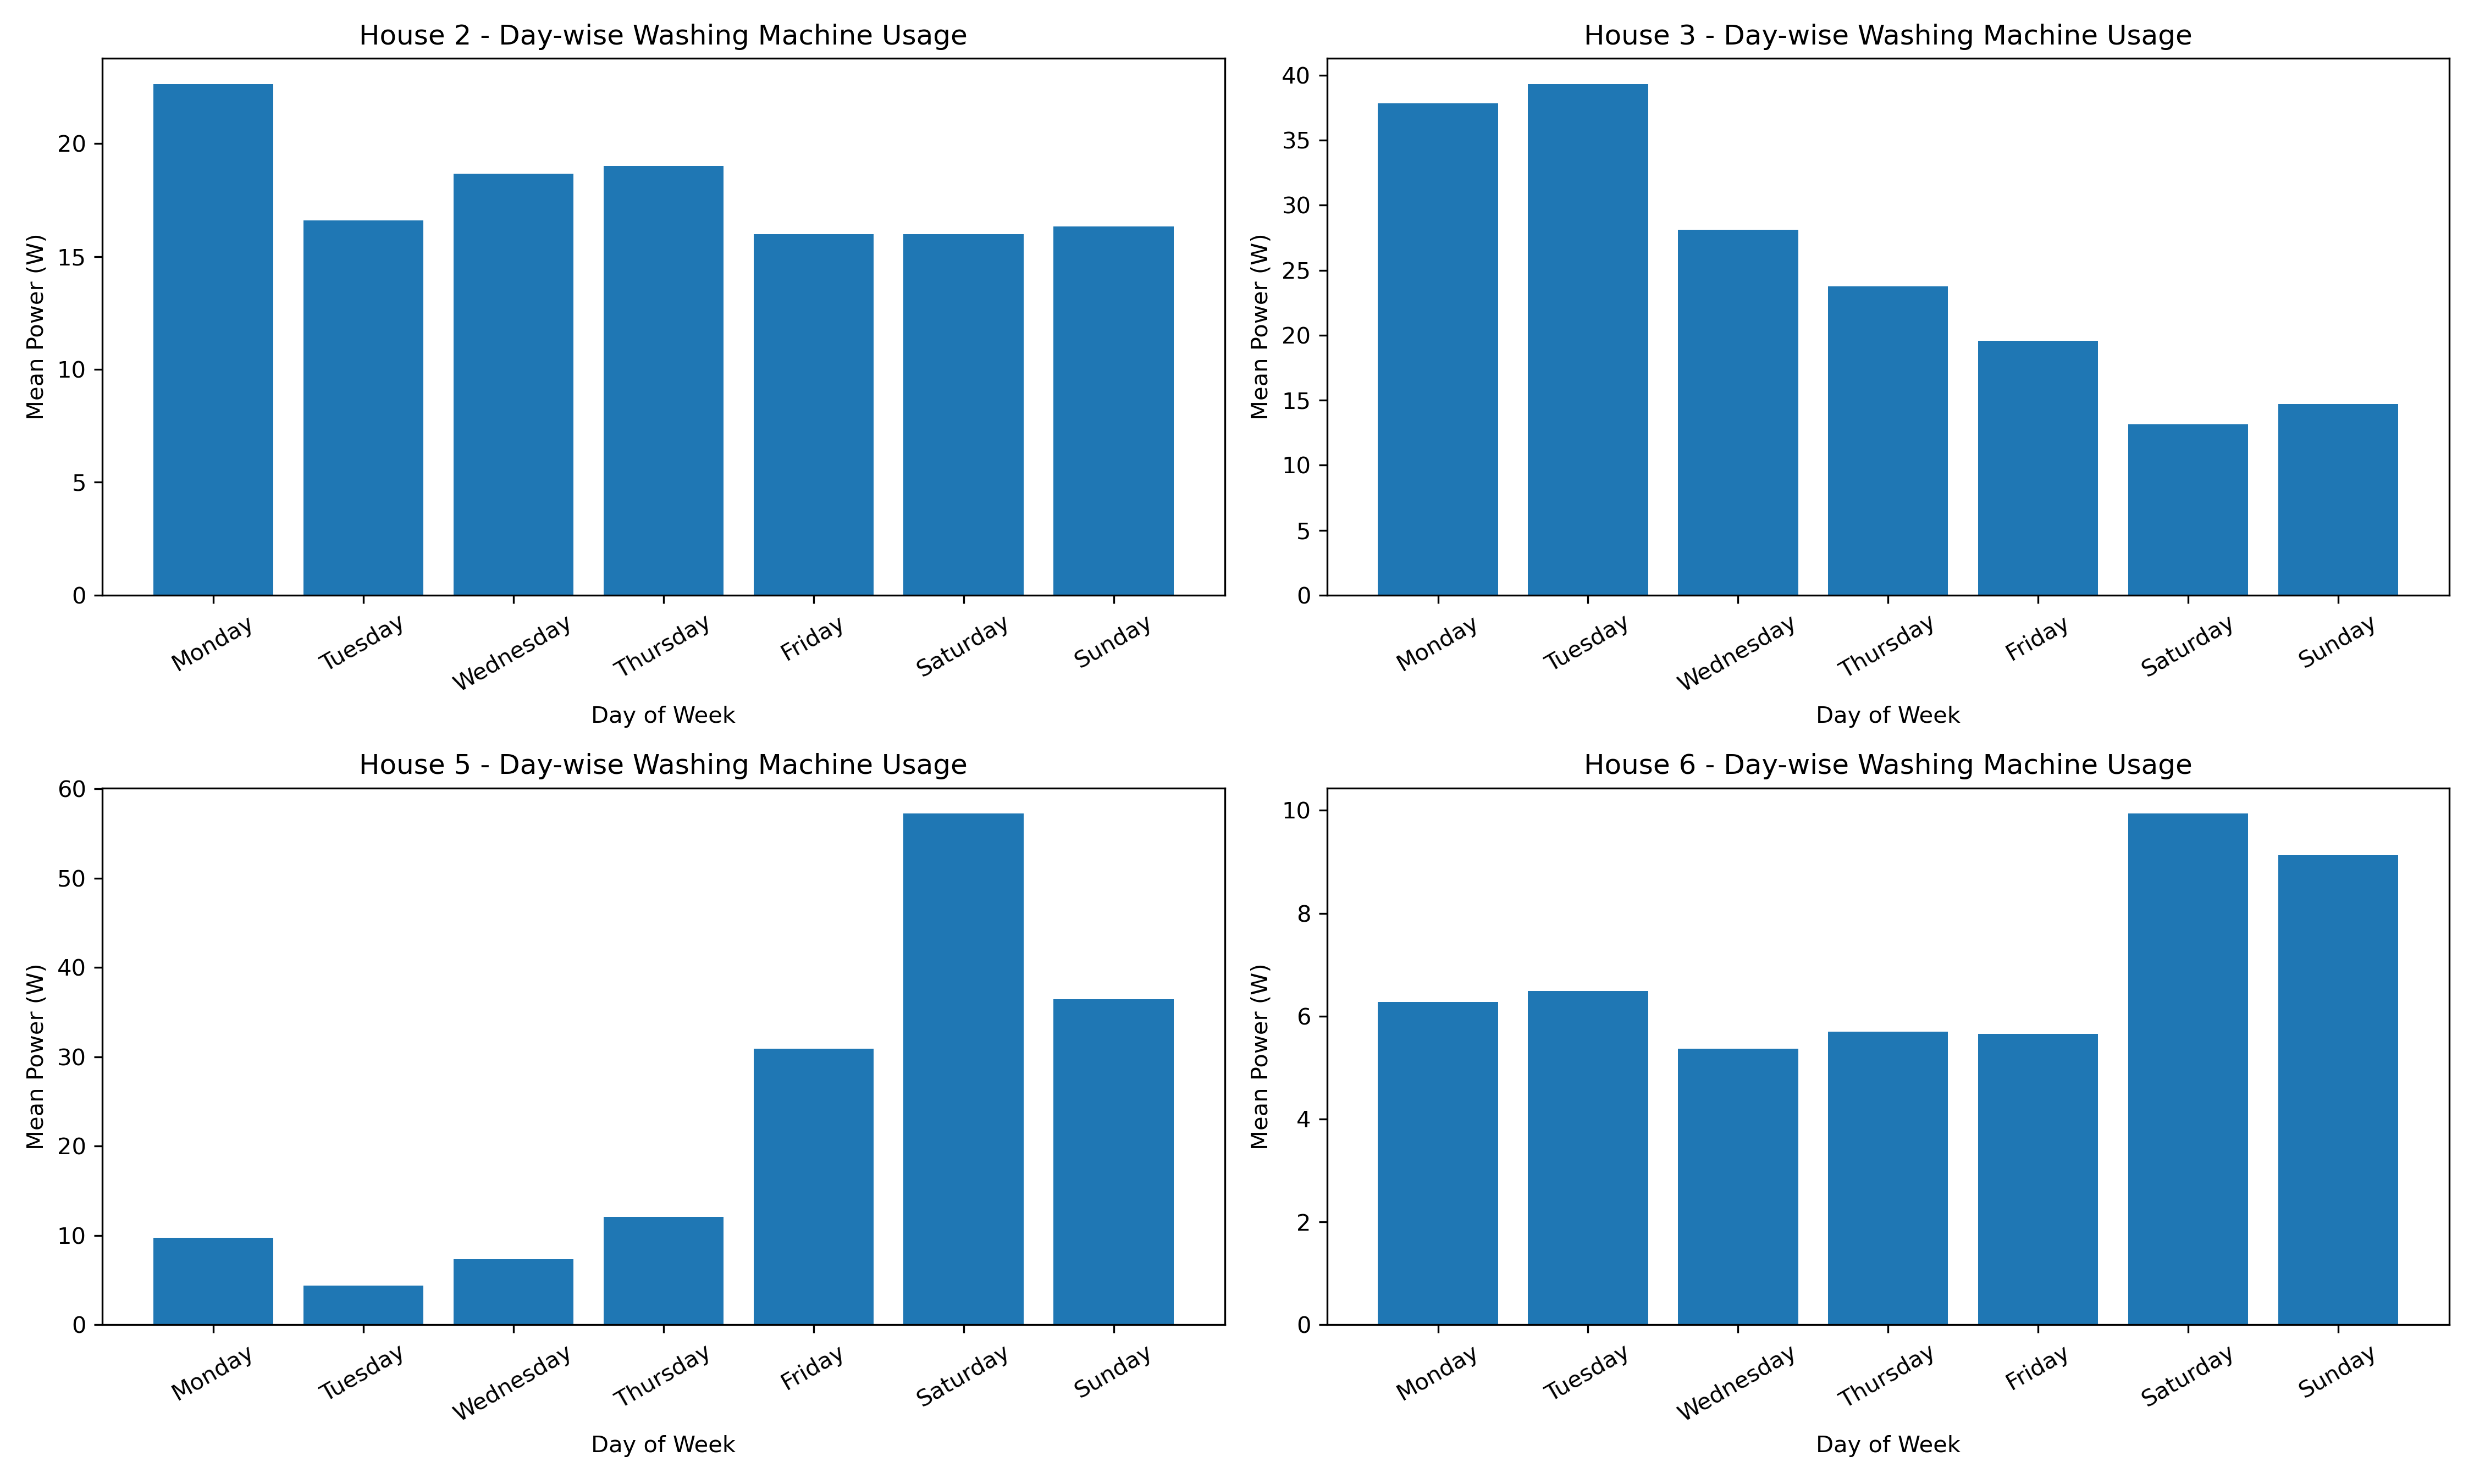 House 2 - Day-wise Washing Machine Usage
Mean Power (W)
20
15
10
5
0
Monday
Tuesday
Wednesday
Thursday
Friday
Saturday
Sunday
Day of Week
House 3 - Day-wise Washing Machine Usage
Mean Power (W)
40
35
30
25
20
15
10
5
0
Monday
Tuesday
Wednesday
Thursday
Friday
Saturday
Sunday
Day of Week
House 5 - Day-wise Washing Machine Usage
Mean Power (W)
60
50
40
30
20
10
0
Monday
Tuesday
Wednesday
Thursday
Friday
Saturday
Sunday
Day of Week
House 6 - Day-wise Washing Machine Usage
Mean Power (W)
10
8
6
4
2
0
Monday
Tuesday
Wednesday
Thursday
Friday
Saturday
Sunday
Day of Week